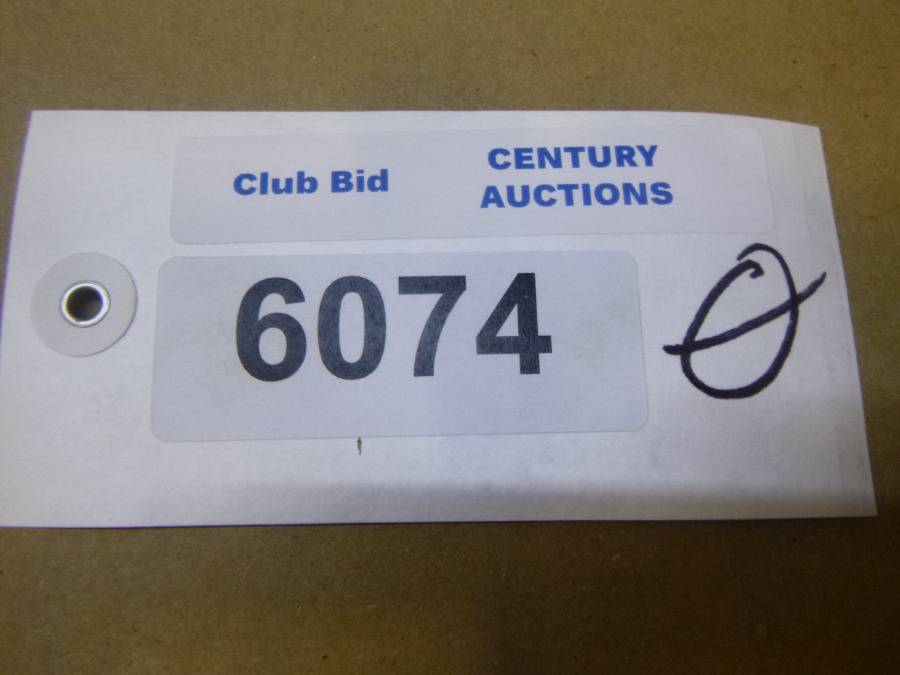 Club Bid
CENTURY
AUCTIONS
6074